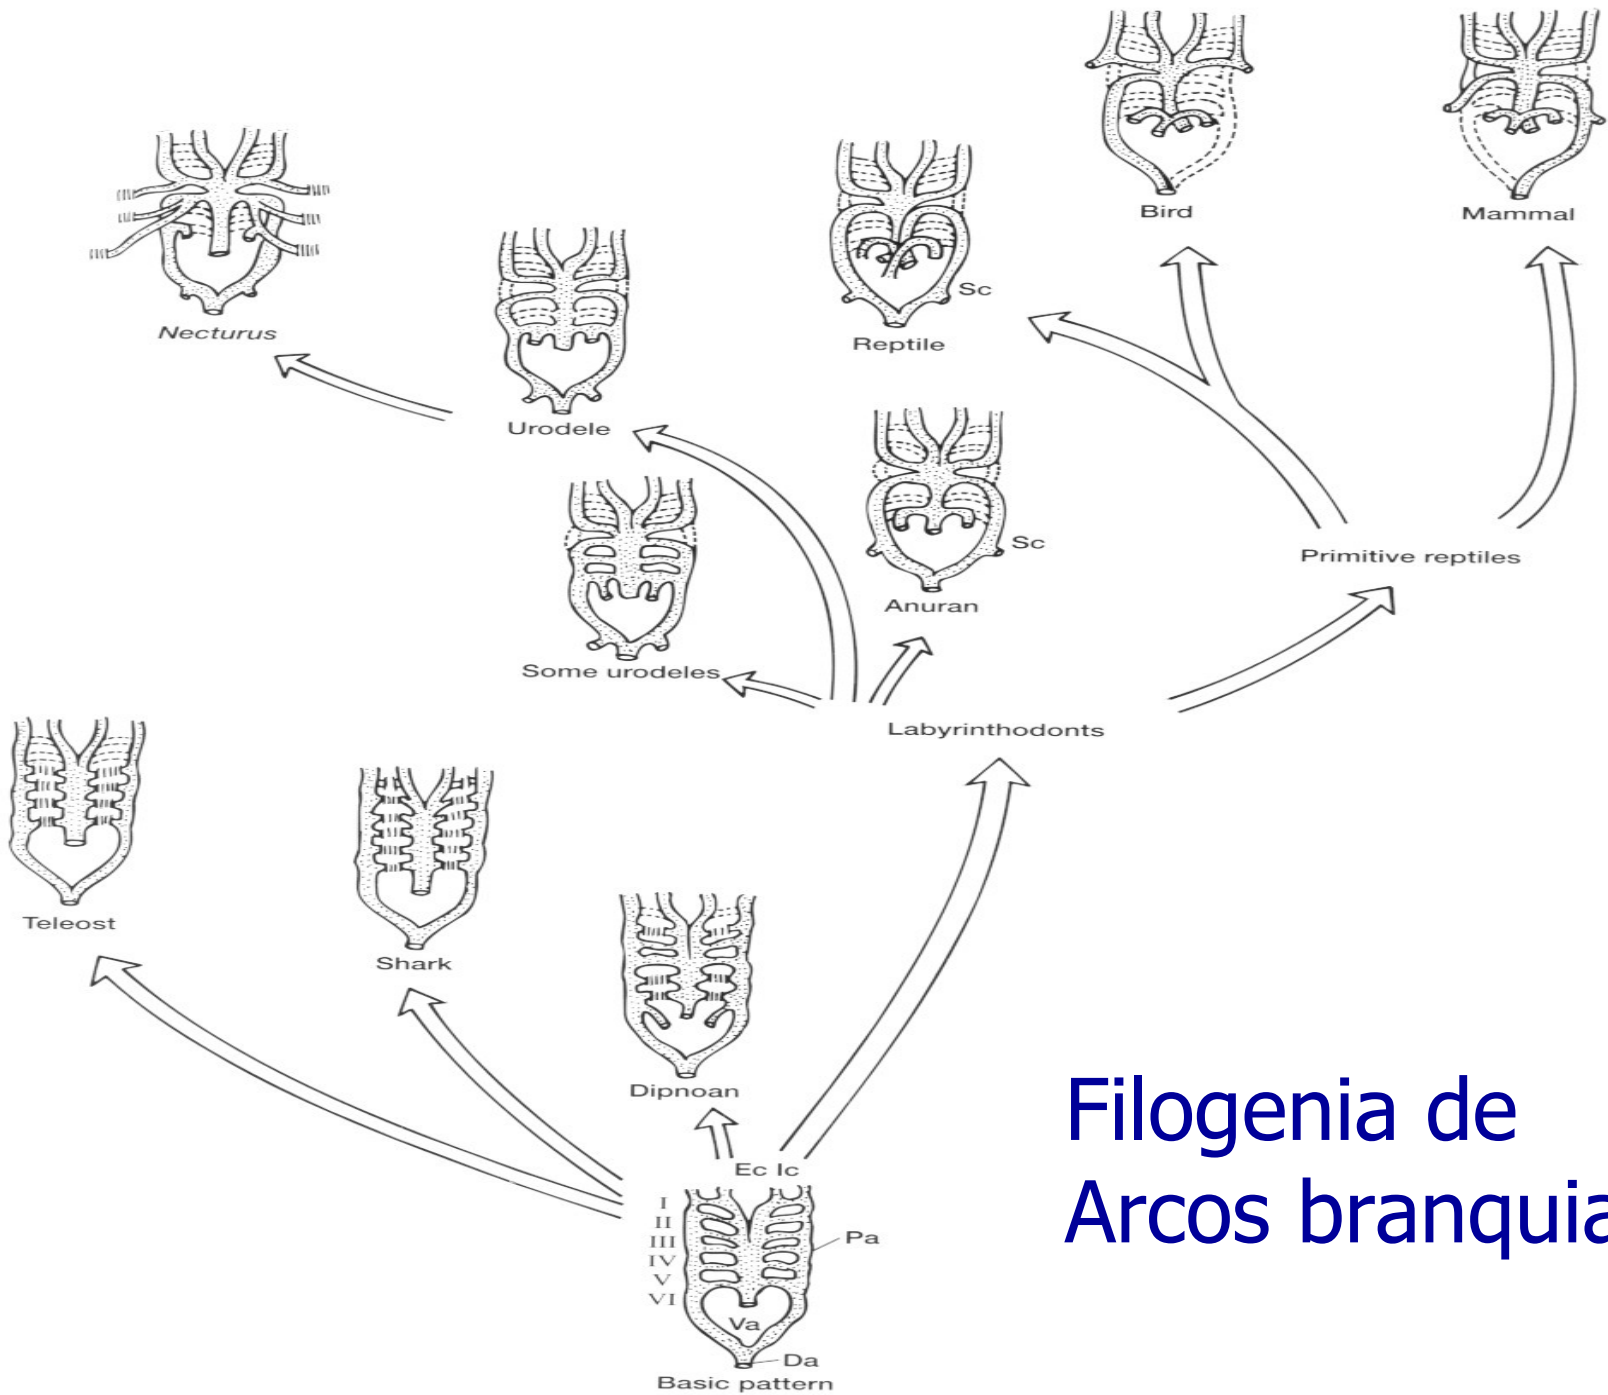 Bird
Mammal
Necturus
Sc
Reptile
Urodele
Sc
Anuran
Primitive reptiles
Some urodeles
Labyrinthodonts
Teleost
Shark
Dipnoan
Ec Ic
I
II
III
IV
V
VI
Pa
Va
Da
Basic pattern
Filogenia de
Arcos branquia